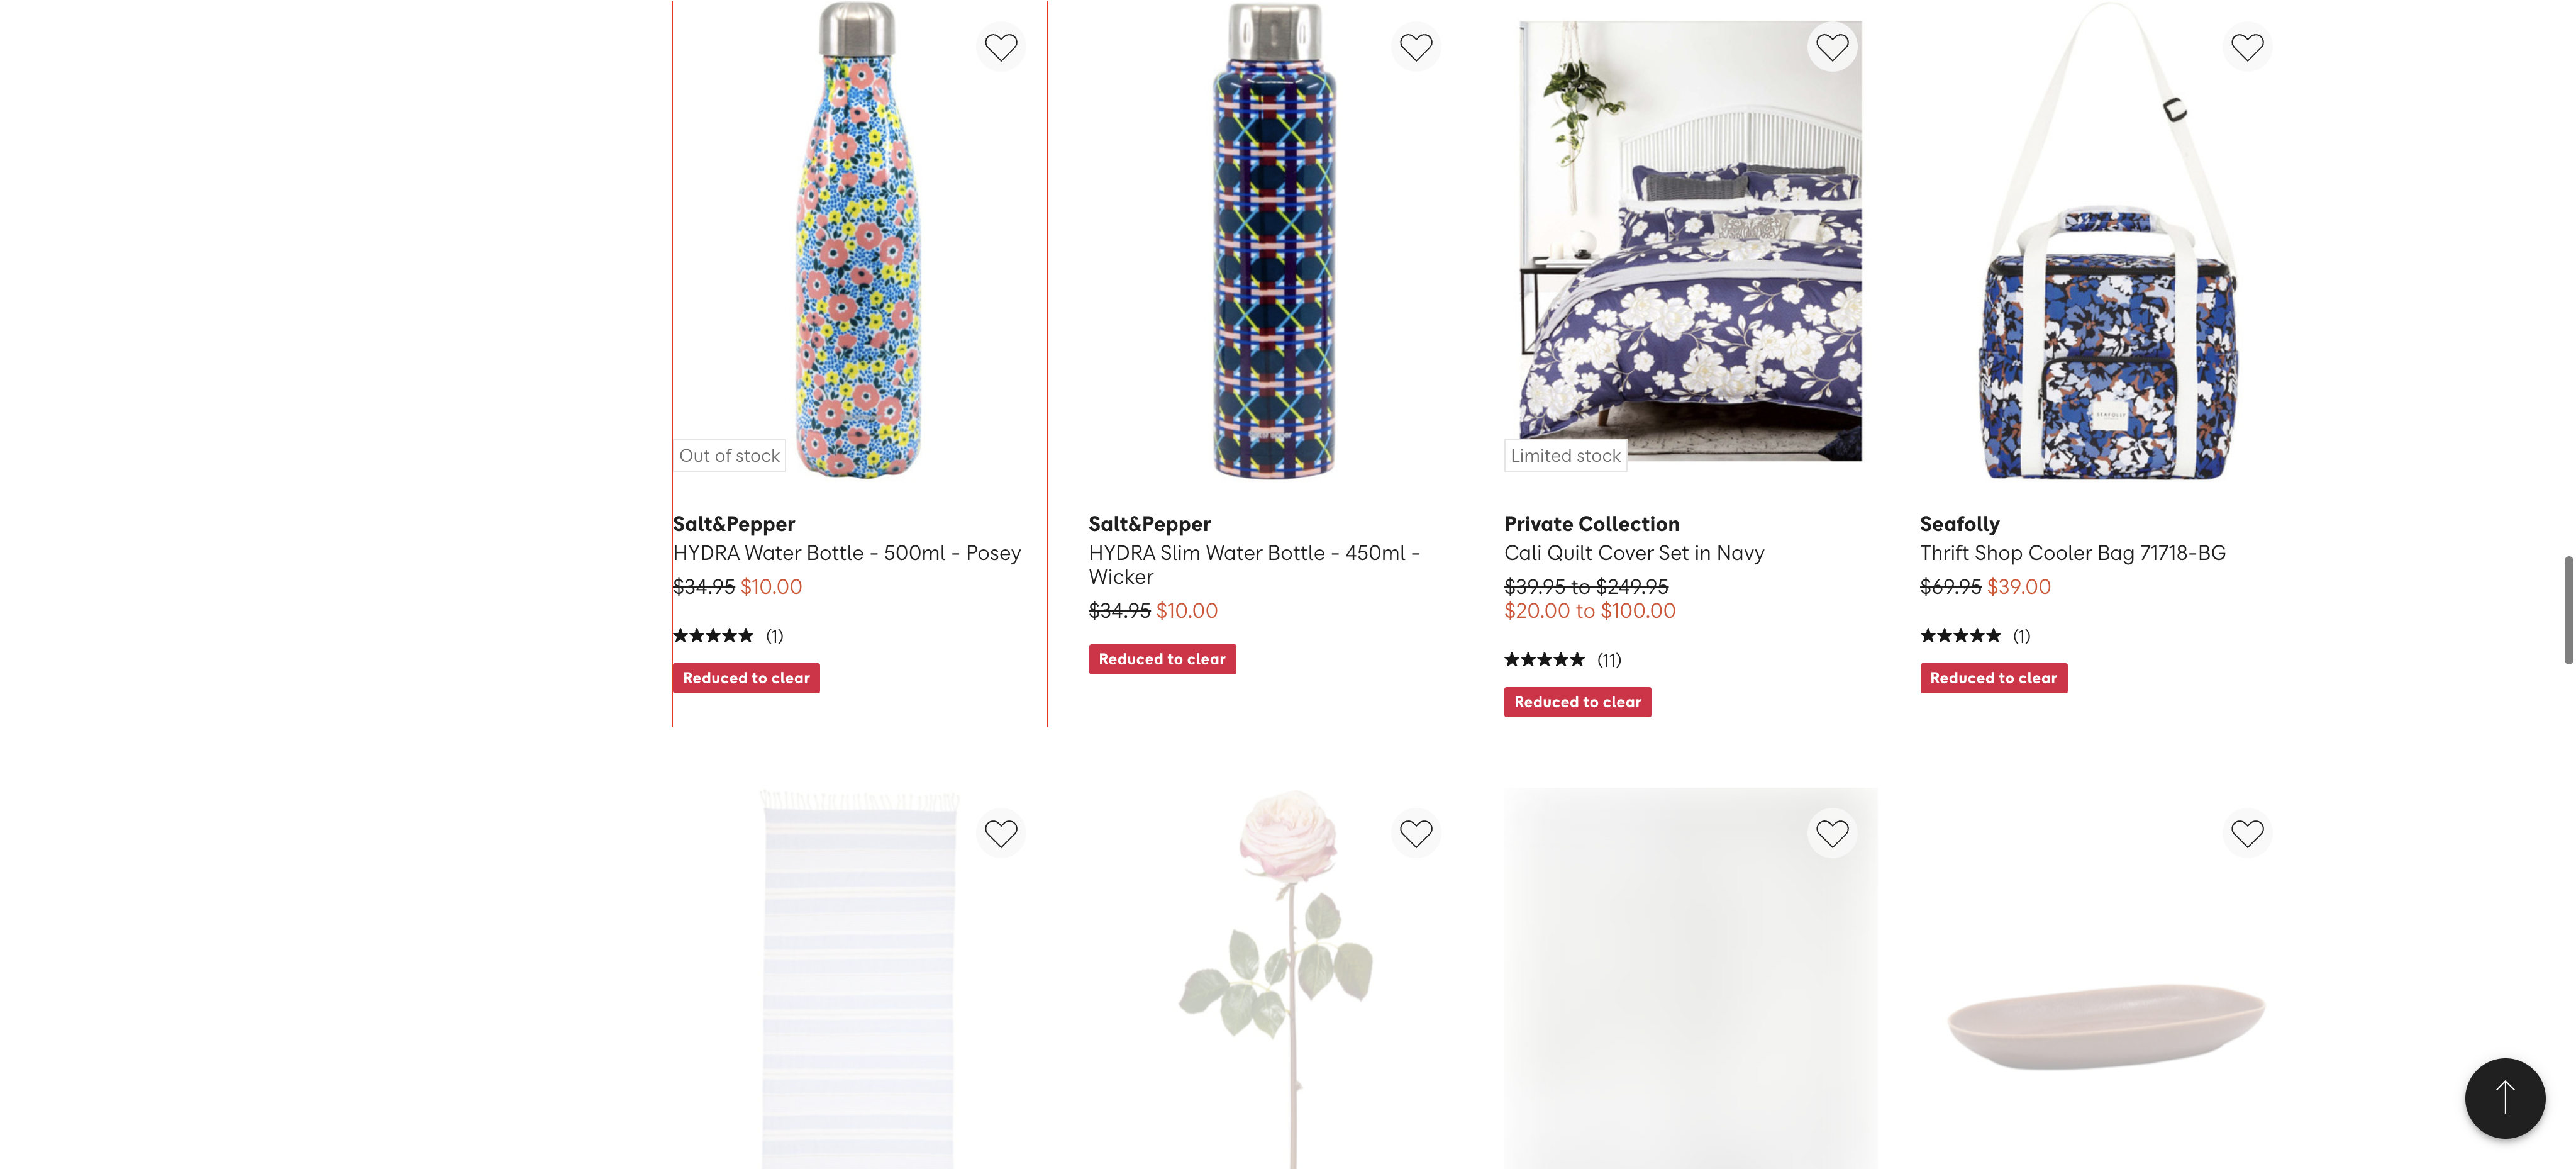 Out of stock
Salt&Pepper
HYDRA Water Bottle - 500ml - Posey
$34.95 $10.00
(1)
Reduced to clear
Salt&Pepper
HYDRA Slim Water Bottle - 450ml -
Wicker
$34.95 $10.00
Reduced to clear
Limited stock
Private Collection
Cali Quilt Cover Set in Navy
$39.95 to $249.95
$20.00 to $100.00
(11)
Reduced to clear
SEAFOLLY
Seafolly
Thrift Shop Cooler Bag 71718-BG
$69.95 $39.00
(1)
Reduced to clear